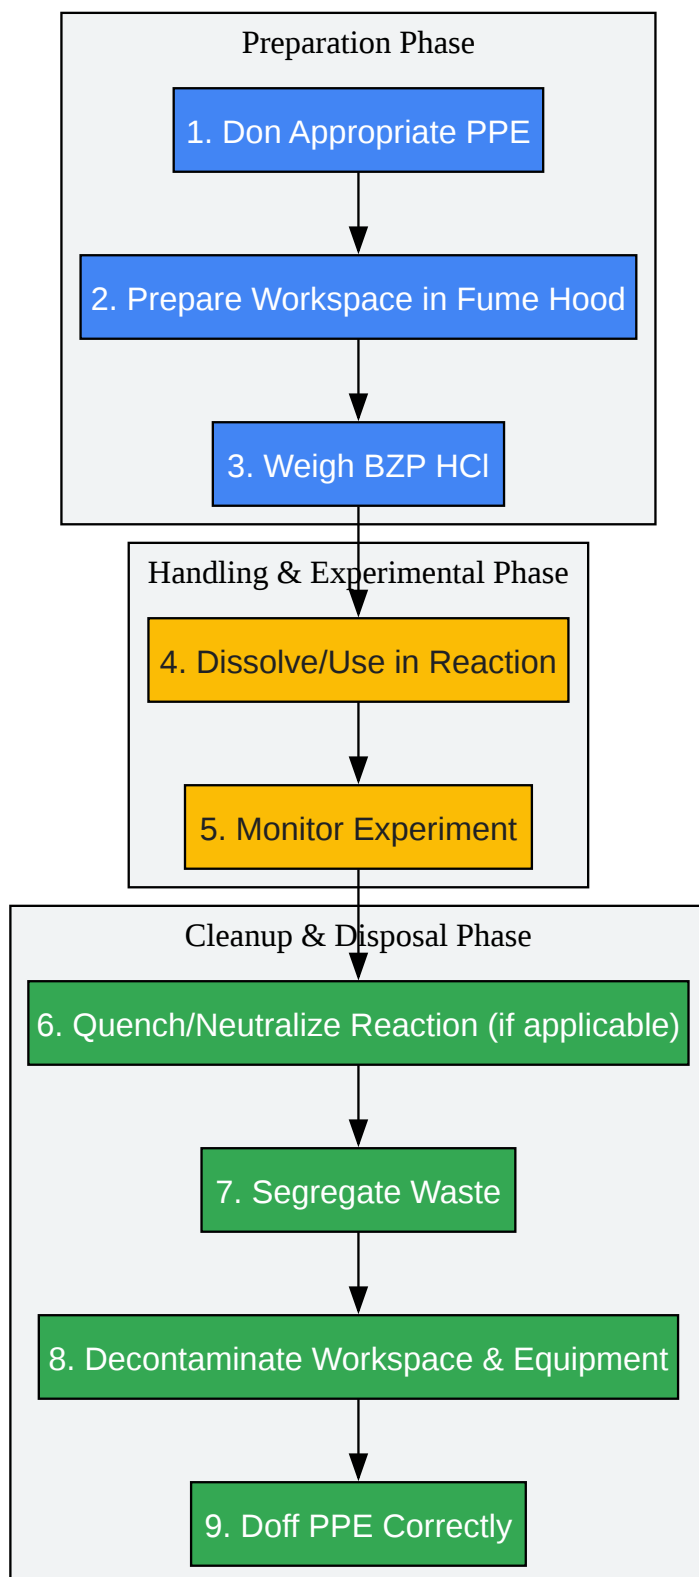 Preparation Phase
1. Don Appropriate PPE
2. Prepare Workspace in Fume Hood
3. Weigh BZP HCl
Handling & Experimental Phase
4. Dissolve/Use in Reaction
5. Monitor Experiment
Cleanup & Disposal Phase
6. Quench/Neutralize Reaction (if applicable)
7. Segregate Waste
8. Decontaminate Workspace & Equipment
9. Doff PPE Correctly